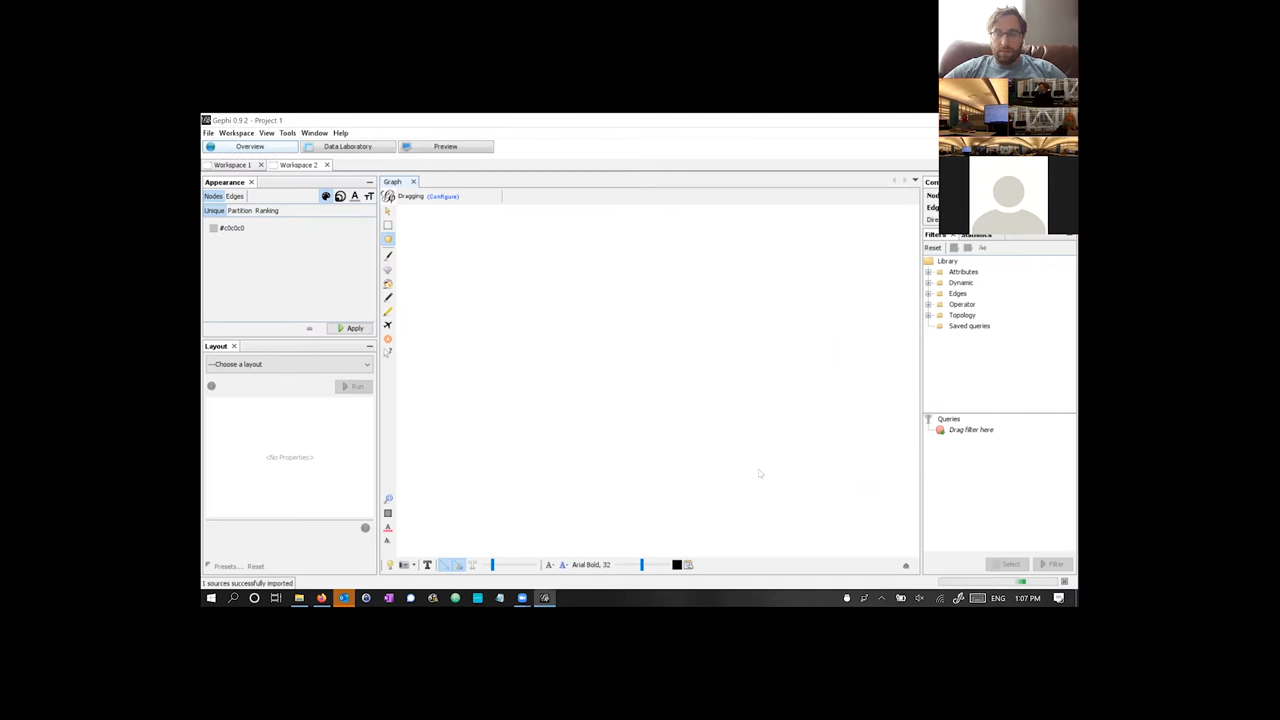 Gephi 0.9.2 - Project 1
File Workspace View Tools Window Help
Overview Data Laboratory Preview
Workspace 1 Workspace 2
Appearance
Nodes Edges
Unique Partition Ranking
#c0c0c0
Apply
Layout
---Choose a layout
Run
<No Properties>
Presets... Reset
1 sources successfully imported
Graph
Dragging (Configure)
Arial Bold, 32
Reset
Library
Attributes
Dynamic
Edges
Operator
Topology
Saved queries
Queries
Drag filter here
Select Filter
ENG 1:07 PM